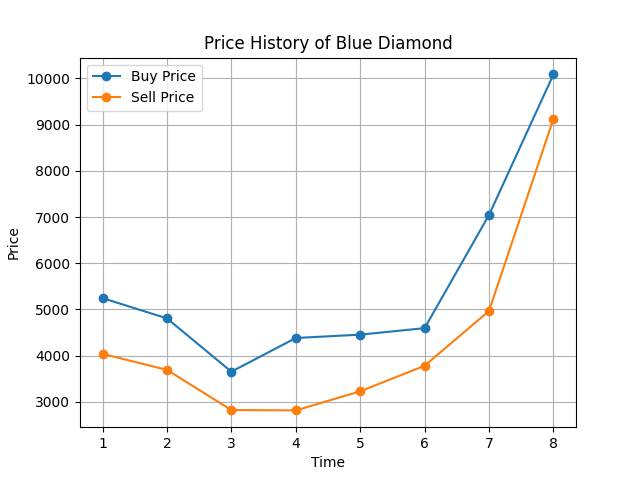 Price History of Blue Diamond
Buy Price
Sell Price
Price
10000
9000
8000
7000
6000
5000
4000
3000
1 2 3 4 5 6 7 8
Time